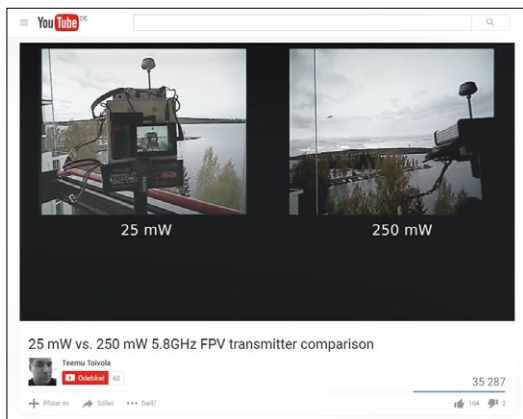 YouTube DE
25 mW
250 mW
25 mW vs. 250 mW 5.8GHz FPV transmitter comparison
Teemu Toivola
Odebírat 60
35 287
Přidat do Sdílet Další
164 2